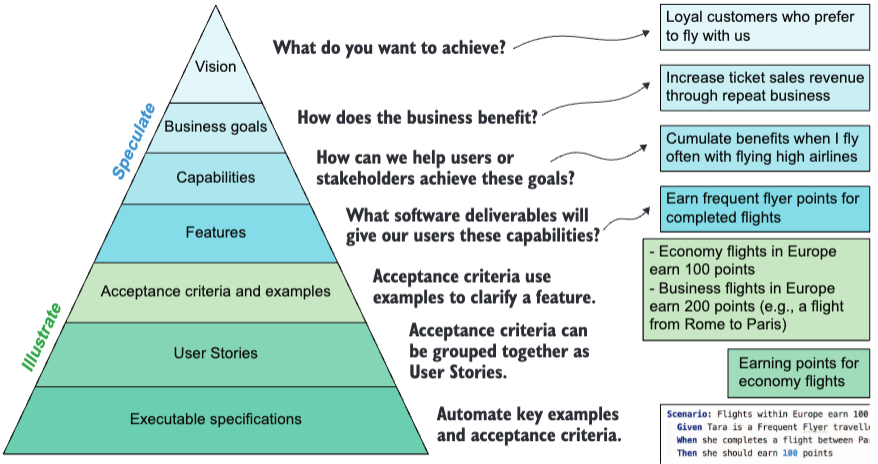 Vision
What do you want to achieve?
Loyal customers who prefer
to fly with us
Business goals
How does the business benefit?
Increase ticket sales revenue
through repeat business
Speculate
Capabilities
How can we help users or
stakeholders achieve these goals?
Cumulate benefits when I fly
often with flying high airlines
Features
What software deliverables will
give our users these capabilities?
Earn frequent flyer points for
completed flights
Acceptance criteria and examples
Acceptance criteria use
examples to clarify a feature.
- Economy flights in Europe
earn 100 points
- Business flights in Europe
earn 200 points (e.g., a flight
from Rome to Paris)
Illustrate
User Stories
Acceptance criteria can
be grouped together as
User Stories.
Earning points for
economy flights
Executable specifications
Automate key examples
and acceptance criteria.
Scenario: Flights within Europe earn 100
Given Tara is a Frequent Flyer
When she completes a flight between
Then she should earn 100 points